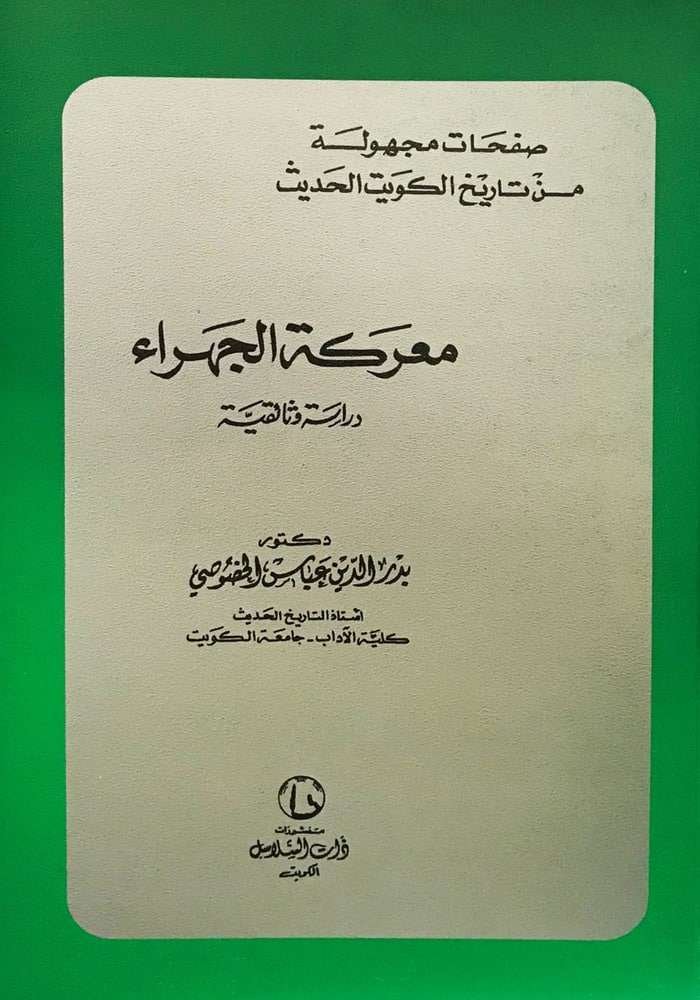 صفحات مجهولة
من تاريخ الكويت الحديث
معركة الجهراء
دراسة وثائقية
دكتور
بدر الدين عباس الخصوصي
أستاذ التاريخ الحديث
كلية الآداب - جامعة الكويت
منشورات
ذات السلاسل
الكويت